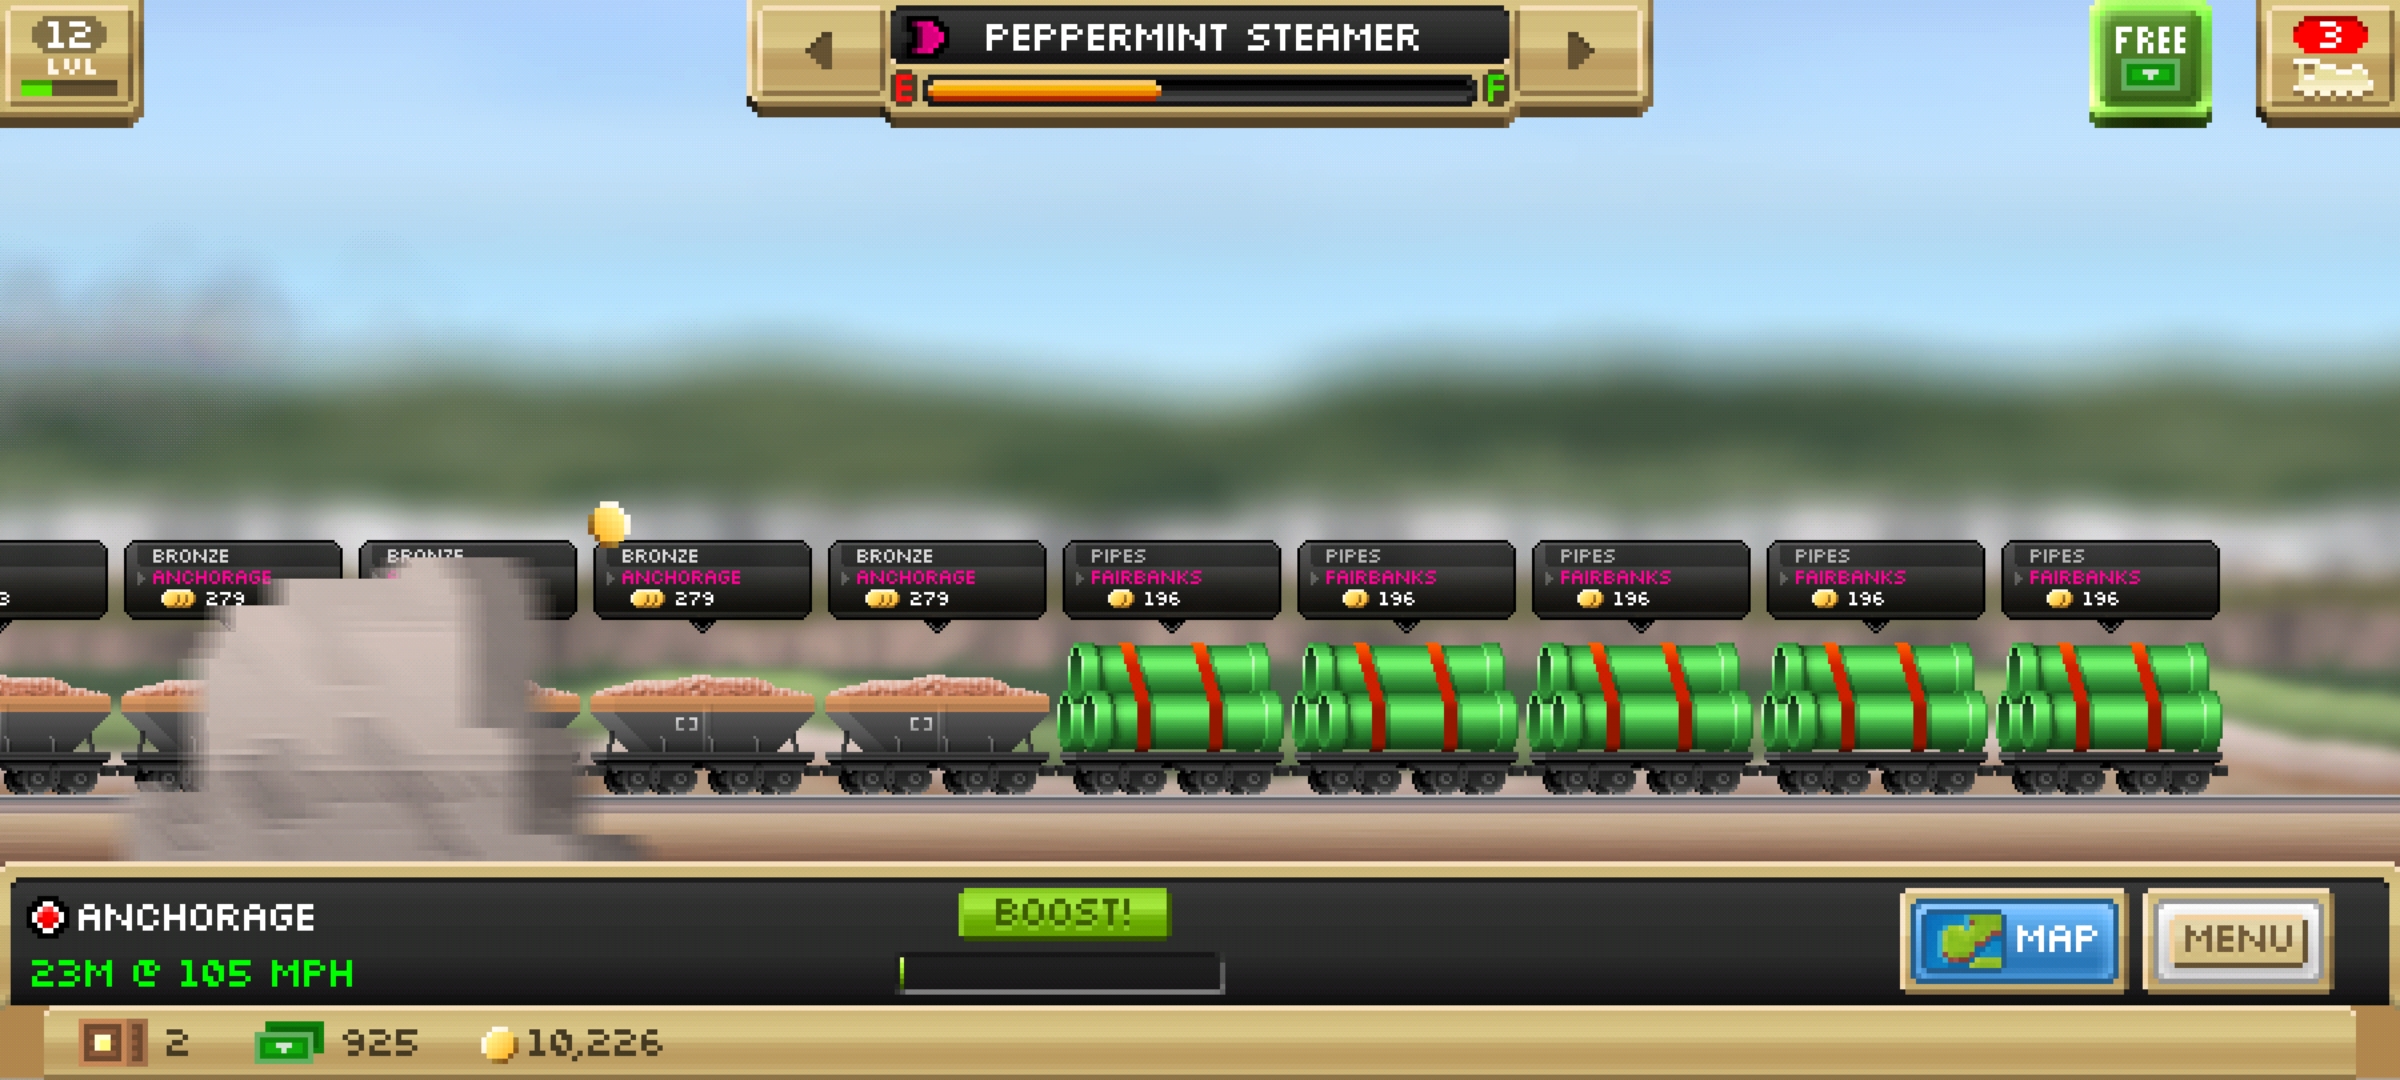 12
LVL
PEPPERMINT STEAMER
E F
FREE
3
3
BRONZE
ANCHORAGE
279
BRONZE
BRONZE
ANCHORAGE
279
BRONZE
ANCHORAGE
279
PIPES
FAIRBANKS
196
PIPES
FAIRBANKS
196
PIPES
FAIRBANKS
196
PIPES
FAIRBANKS
196
PIPES
FAIRBANKS
196
ANCHORAGE
23M @ 105 MPH
BOOST!
MAP
MENU
2
925
10,226